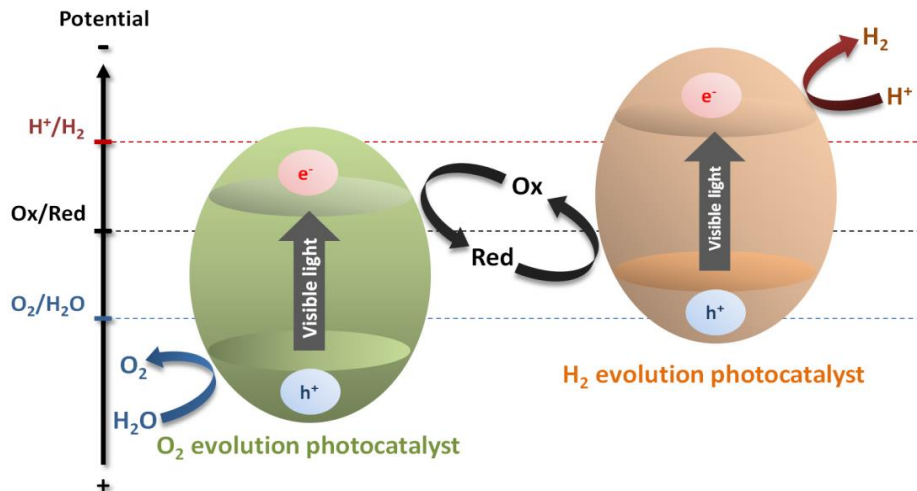 Potential
-
H⁺/H₂
Ox/Red
O₂/H₂O
+
e⁻
Visible light
h⁺
O₂
H₂O
O₂ evolution photocatalyst
Ox
Red
e⁻
Visible light
h⁺
H₂
H⁺
H₂ evolution photocatalyst